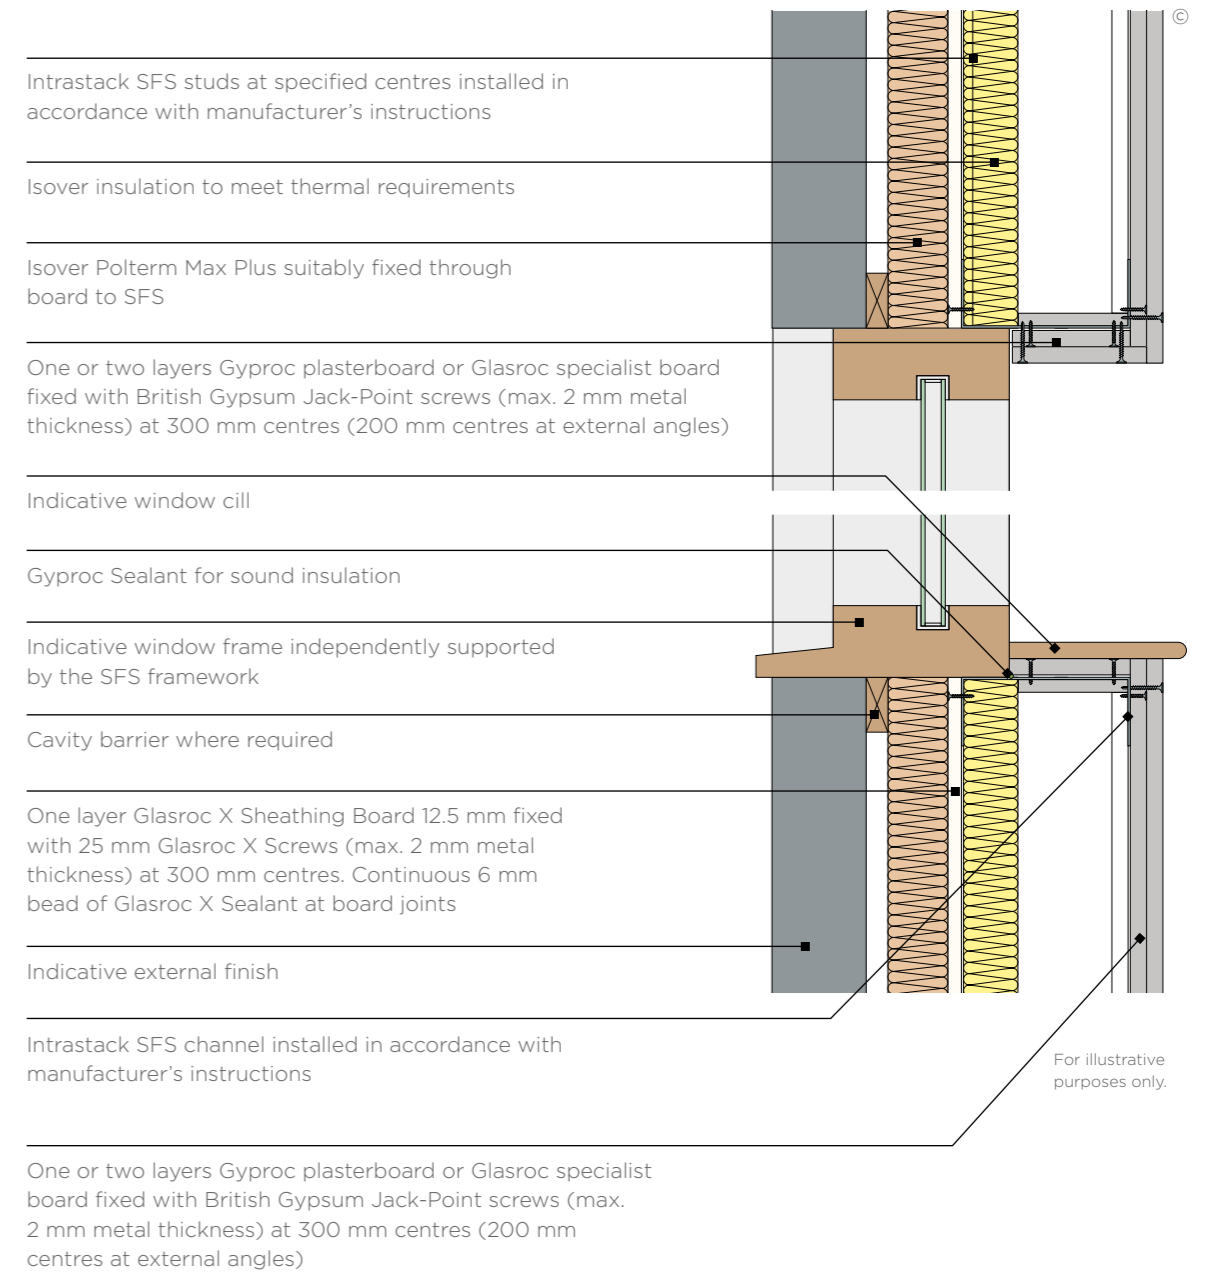 ©
Intrastack SFS studs at specified centres installed in
accordance with manufacturer’s instructions
Isover insulation to meet thermal requirements
Isover Polterm Max Plus suitably fixed through
board to SFS
One or two layers Gyproc plasterboard or Glasroc specialist board
fixed with British Gypsum Jack-Point screws (max. 2 mm metal
thickness) at 300 mm centres (200 mm centres at external angles)
Indicative window cill
Gyproc Sealant for sound insulation
Indicative window frame independently supported
by the SFS framework
Cavity barrier where required
One layer Glasroc X Sheathing Board 12.5 mm fixed
with 25 mm Glasroc X Screws (max. 2 mm metal
thickness) at 300 mm centres. Continuous 6 mm
bead of Glasroc X Sealant at board joints
Indicative external finish
Intrastack SFS channel installed in accordance with
manufacturer’s instructions
For illustrative
purposes only.
One or two layers Gyproc plasterboard or Glasroc specialist
board fixed with British Gypsum Jack-Point screws (max.
2 mm metal thickness) at 300 mm centres (200 mm
centres at external angles)